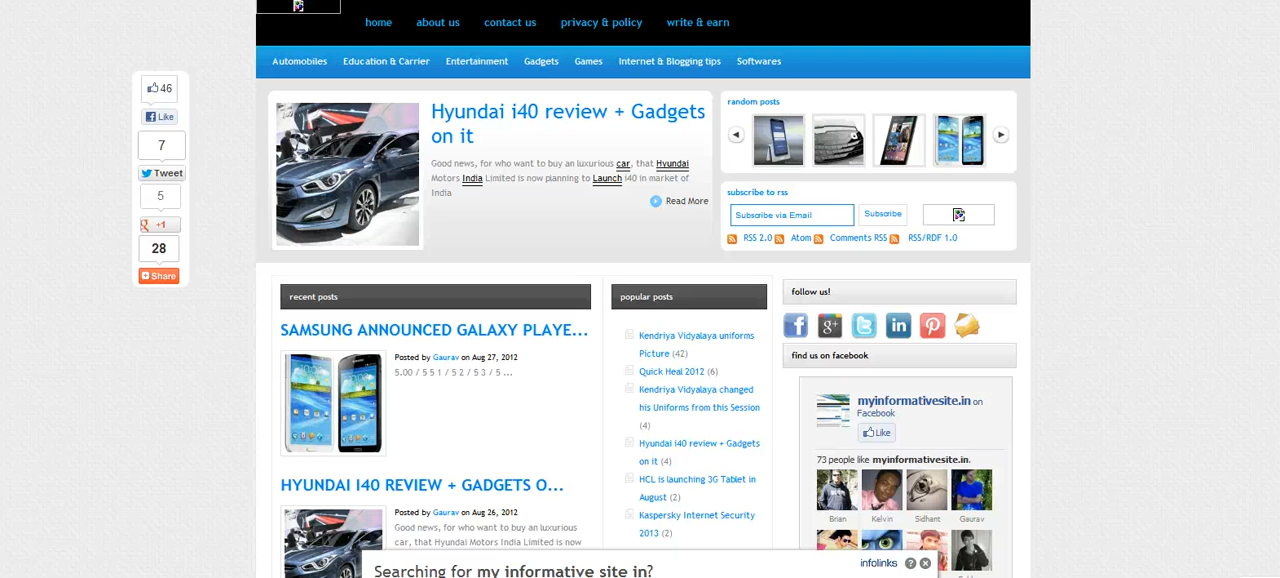 home about us contact us privacy & policy write & earn
Automobiles Education & Carrier Entertainment Gadgets Games Internet & Blogging tips Softwares
46
Like
7
Tweet
5
+1
28
Share
Hyundai i40 review + Gadgets
on it
Good news, for who want to buy an luxurious car, that Hyundai
Motors India Limited is now planning to Launch i40 in market of
India
Read More
random posts
subscribe to rss
Subscribe via Email Subscribe
RSS 2.0 Atom Comments RSS RSS/RDF 1.0
recent posts
SAMSUNG ANNOUNCED GALAXY PLAYE...
Posted by Gaurav on Aug 27, 2012
5.00 / 5 5 1 / 5 2 / 5 3 / 5 ...
HYUNDAI I40 REVIEW + GADGETS O...
Posted by Gaurav on Aug 26, 2012
Good news, for who want to buy an luxurious
car, that Hyundai Motors India Limited is now
popular posts
Kendriya Vidyalaya uniforms
Picture (42)
Quick Heal 2012 (6)
Kendriya Vidyalaya changed
his Uniforms from this Session
(4)
Hyundai i40 review + Gadgets
on it (4)
HCL is launching 3G Tablet in
August (2)
Kaspersky Internet Security
2013 (2)
follow us!
find us on facebook
myinformativesite.in on
Facebook
Like
73 people like myinformativesite.in.
Brian Kelvin Sidhant Gaurav
Searching for my informative site in?
infolinks ?